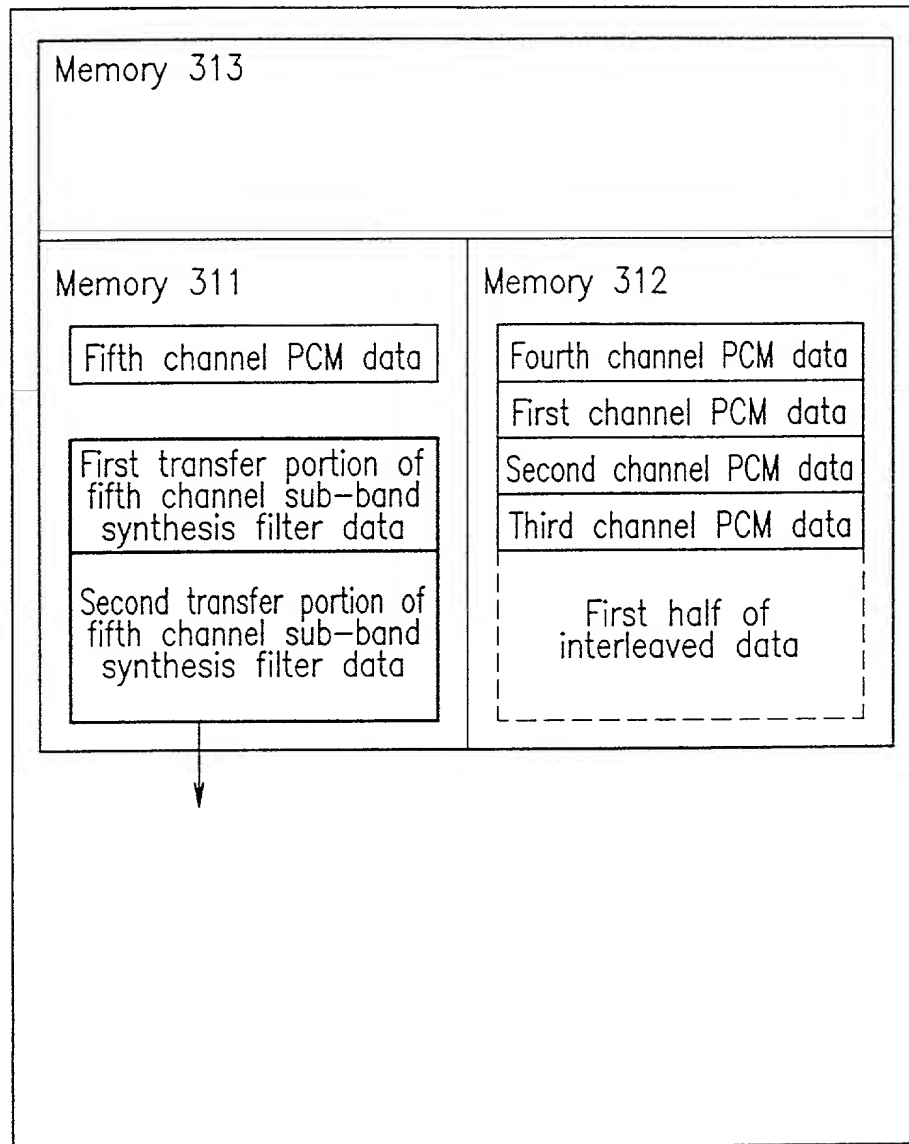 Memory 313
Memory 311
Fifth channel PCM data
First transfer portion of
fifth channel sub-band
synthesis filter data
Second transfer portion of
fifth channel sub-band
synthesis filter data
Memory 312
Fourth channel PCM data
First channel PCM data
Second channel PCM data
Third channel PCM data
First half of
interleaved data